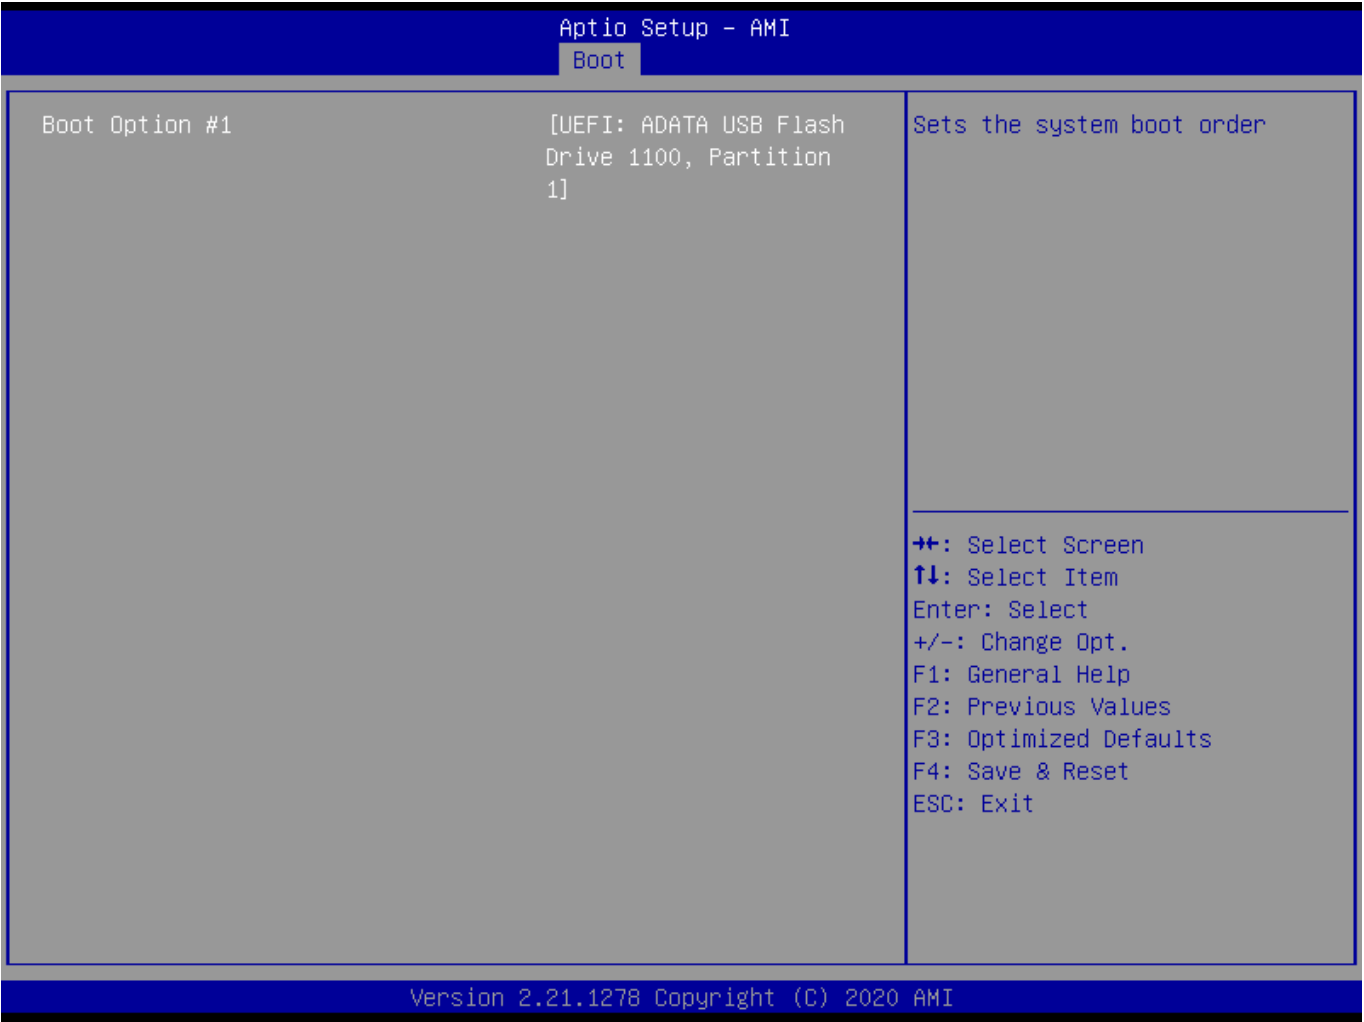 Aptio Setup – AMI
Boot
Boot Option #1
[UEFI: ADATA USB Flash
Drive 1100, Partition
1]
Sets the system boot order
→←: Select Screen
↑↓: Select Item
Enter: Select
+/-: Change Opt.
F1: General Help
F2: Previous Values
F3: Optimized Defaults
F4: Save & Reset
ESC: Exit
Version 2.21.1278 Copyright (C) 2020 AMI